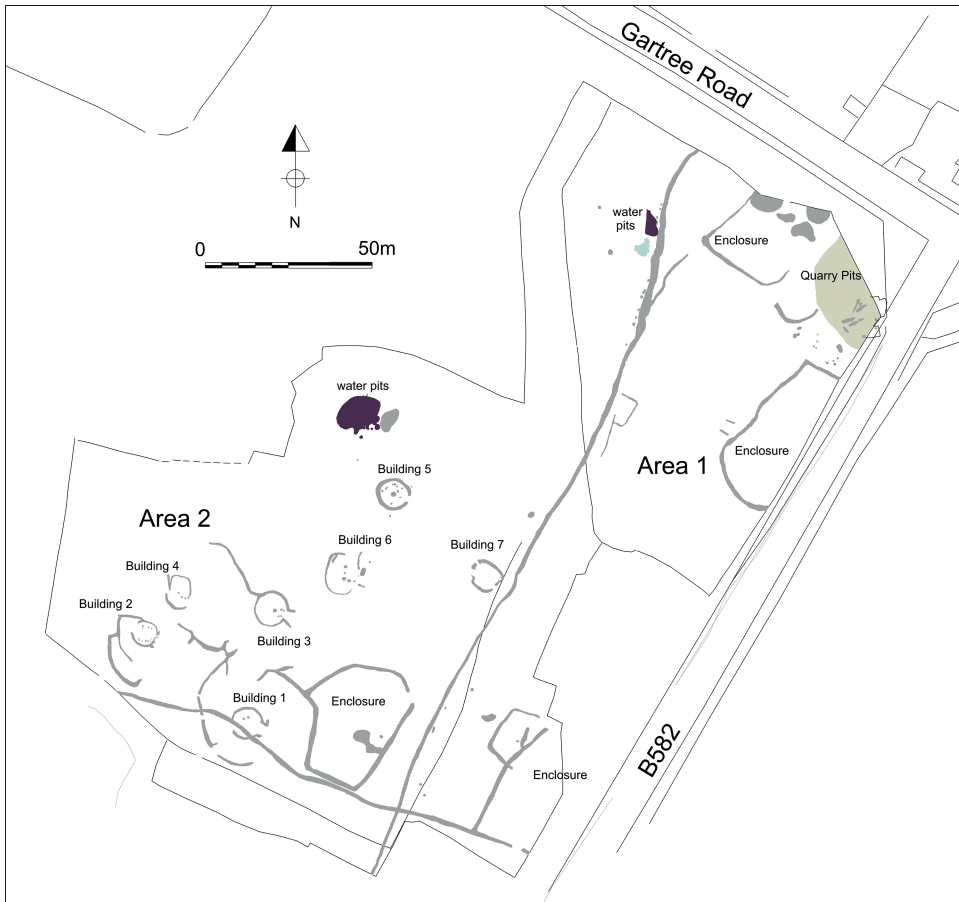 Gartree Road
N
0 50m
water
pits
Enclosure
Quarry Pits
water pits
Enclosure
Area 1
Building 5
Area 2
Building 6
Building 7
Building 4
Building 2
Building 3
Building 1
Enclosure
B582
Enclosure